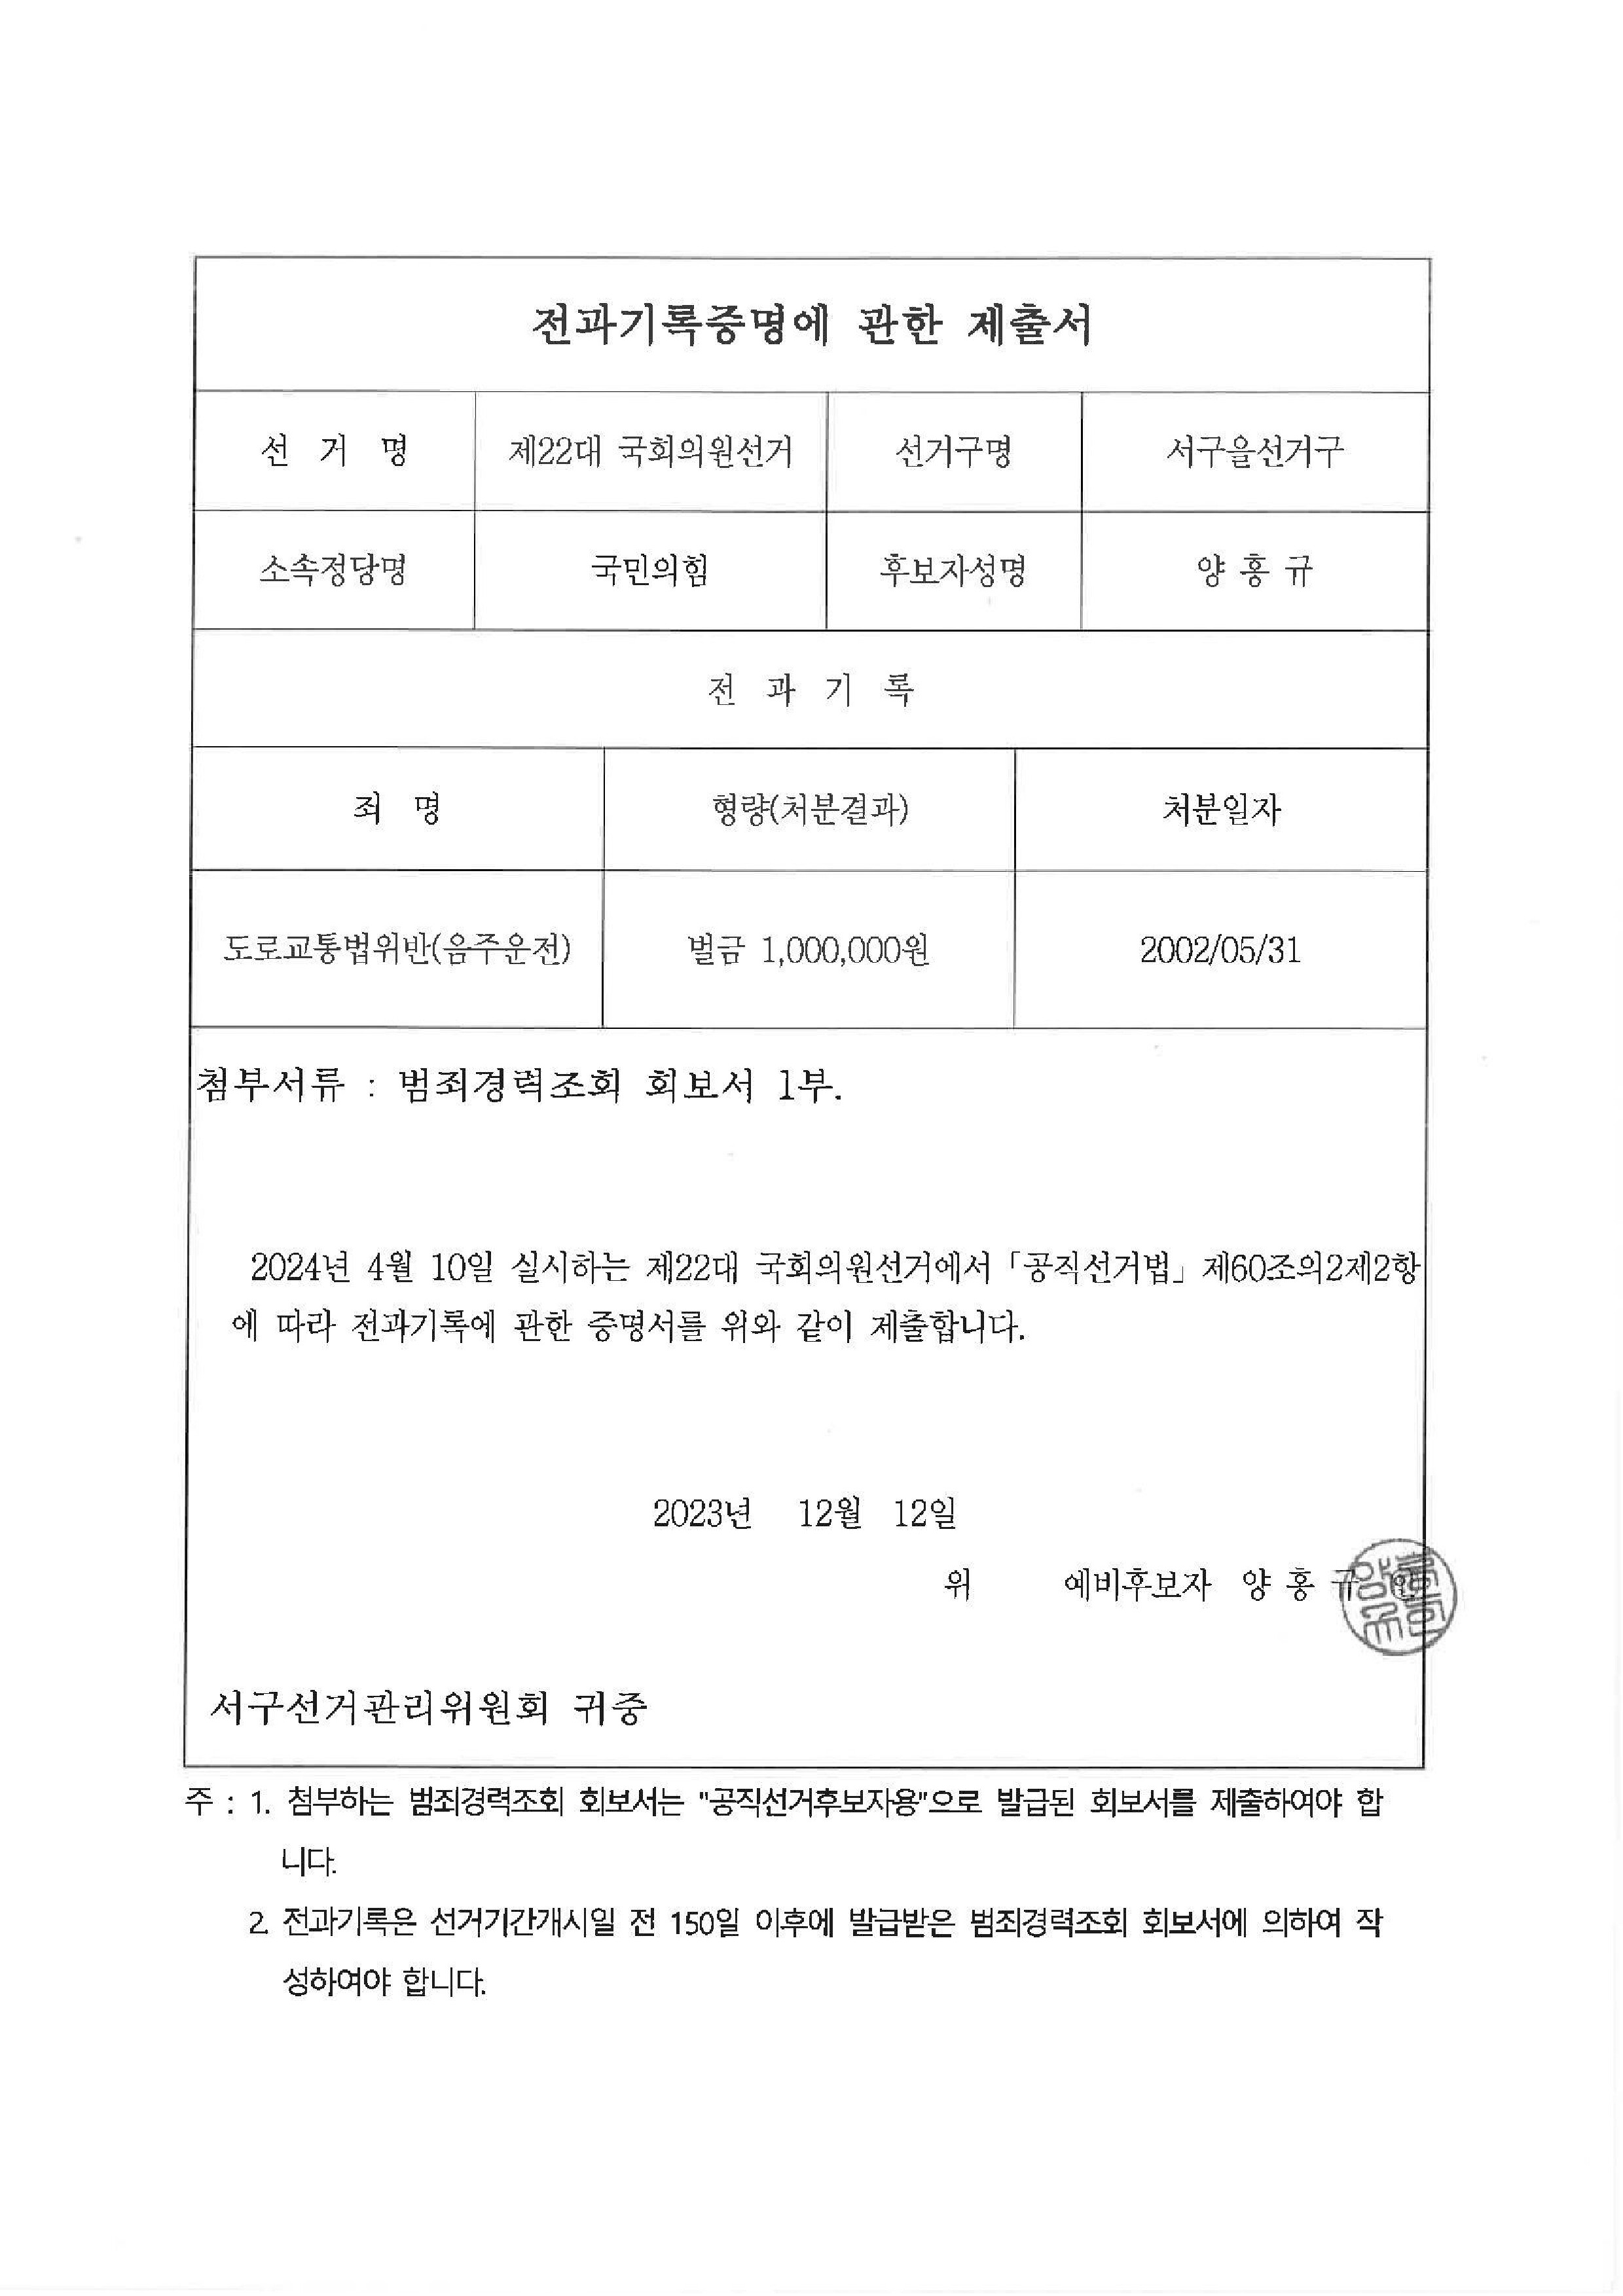 전과기록증명에 관한 제출서
선 거 명 제22대 국회의원선거 선거구명 서구을선거구
소속정당명 국민의힘 후보자성명 양 홍 규
전 과 기 록
죄 명 형량(처분결과) 처분일자
도로교통법위반(음주운전) 벌금 1,000,000원 2002/05/31
첨부서류 : 범죄경력조회 회보서 1부.
2024년 4월 10일 실시하는 제22대 국회의원선거에서 「공직선거법」 제60조의2제2항
에 따라 전과기록에 관한 증명서를 위와 같이 제출합니다.
2023년 12월 12일
위 예비후보자 양 홍 규
서구선거관리위원회 귀중
주 : 1. 첨부하는 범죄경력조회 회보서는 "공직선거후보자용"으로 발급된 회보서를 제출하여야 합
니다.
2. 전과기록은 선거기간개시일 전 150일 이후에 발급받은 범죄경력조회 회보서에 의하여 작
성하여야 합니다.